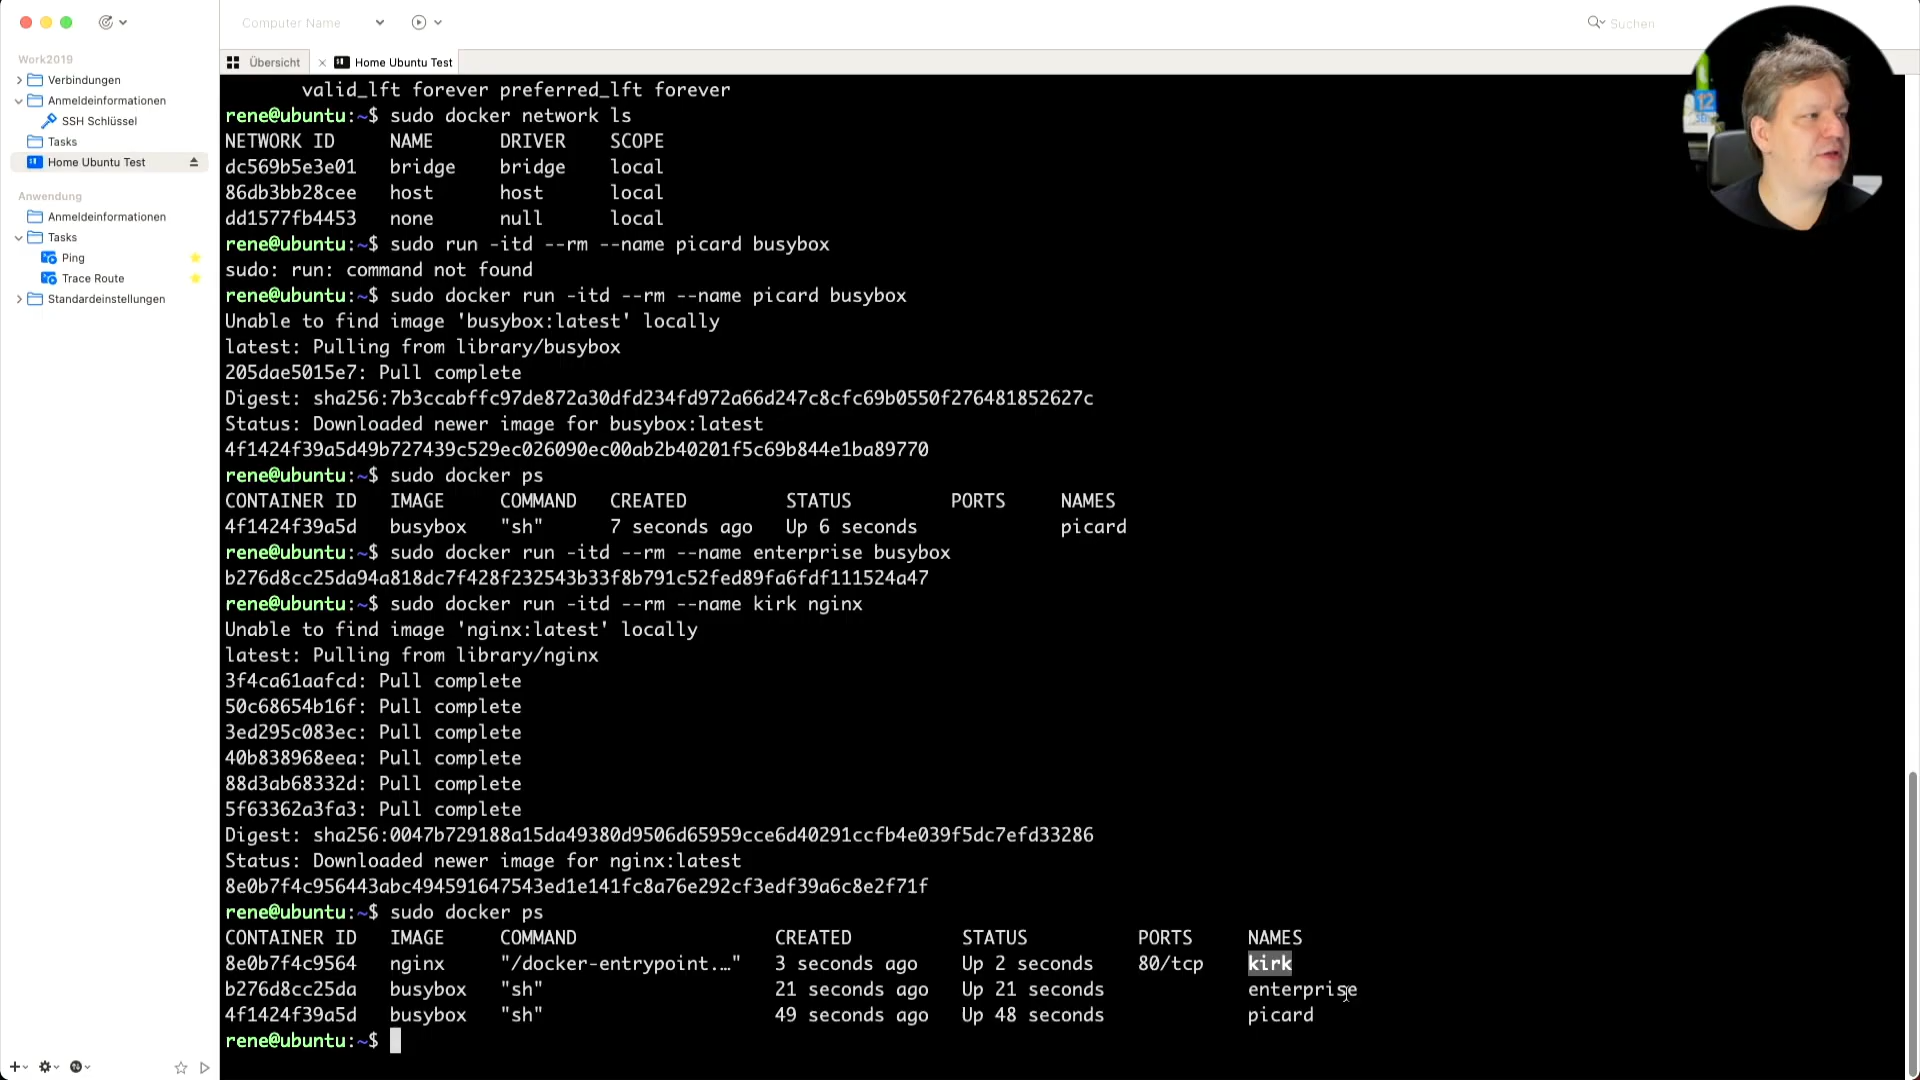 Computer Name
Suchen
Work2019
Verbindungen
Anmeldeinformationen
SSH Schlüssel
Tasks
Home Ubuntu Test
Anwendung
Anmeldeinformationen
Tasks
Ping
Trace Route
Standardeinstellungen
Übersicht
Home Ubuntu Test
valid_lft forever preferred_lft forever
rene@ubuntu:~$ sudo docker network ls
NETWORK ID NAME DRIVER SCOPE
dc569b5e3e01 bridge bridge local
86db3bb28cee host host local
dd1577fb4453 none null local
rene@ubuntu:~$ sudo run -itd --rm --name picard busybox
sudo: run: command not found
rene@ubuntu:~$ sudo docker run -itd --rm --name picard busybox
Unable to find image 'busybox:latest' locally
latest: Pulling from library/busybox
205dae5015e7: Pull complete
Digest: sha256:7b3ccabffc97de872a30dfd234fd972a66d247c8cfc69b0550f276481852627c
Status: Downloaded newer image for busybox:latest
4f1424f39a5d49b727439c529ec026090ec00ab2b40201f5c69b844e1ba89770
rene@ubuntu:~$ sudo docker ps
CONTAINER ID IMAGE COMMAND CREATED STATUS PORTS NAMES
4f1424f39a5d busybox "sh" 7 seconds ago Up 6 seconds picard
rene@ubuntu:~$ sudo docker run -itd --rm --name enterprise busybox
b276d8cc25da94a818dc7f428f232543b33f8b791c52fed89fa6fdf111524a47
rene@ubuntu:~$ sudo docker run -itd --rm --name kirk nginx
Unable to find image 'nginx:latest' locally
latest: Pulling from library/nginx
3f4ca61aafcd: Pull complete
50c68654b16f: Pull complete
3ed295c083ec: Pull complete
40b838968eea: Pull complete
88d3ab68332d: Pull complete
5f63362a3fa3: Pull complete
Digest: sha256:0047b729188a15da49380d9506d65959cce6d40291ccfb4e039f5dc7efd33286
Status: Downloaded newer image for nginx:latest
8e0b7f4c956443abc494591647543ed1e141fc8a76e292cf3edf39a6c8e2f71f
rene@ubuntu:~$ sudo docker ps
CONTAINER ID IMAGE COMMAND CREATED STATUS PORTS NAMES
8e0b7f4c9564 nginx "/docker-entrypoint.…" 3 seconds ago Up 2 seconds 80/tcp kirk
b276d8cc25da busybox "sh" 21 seconds ago Up 21 seconds enterprise
4f1424f39a5d busybox "sh" 49 seconds ago Up 48 seconds picard
rene@ubuntu:~$
12